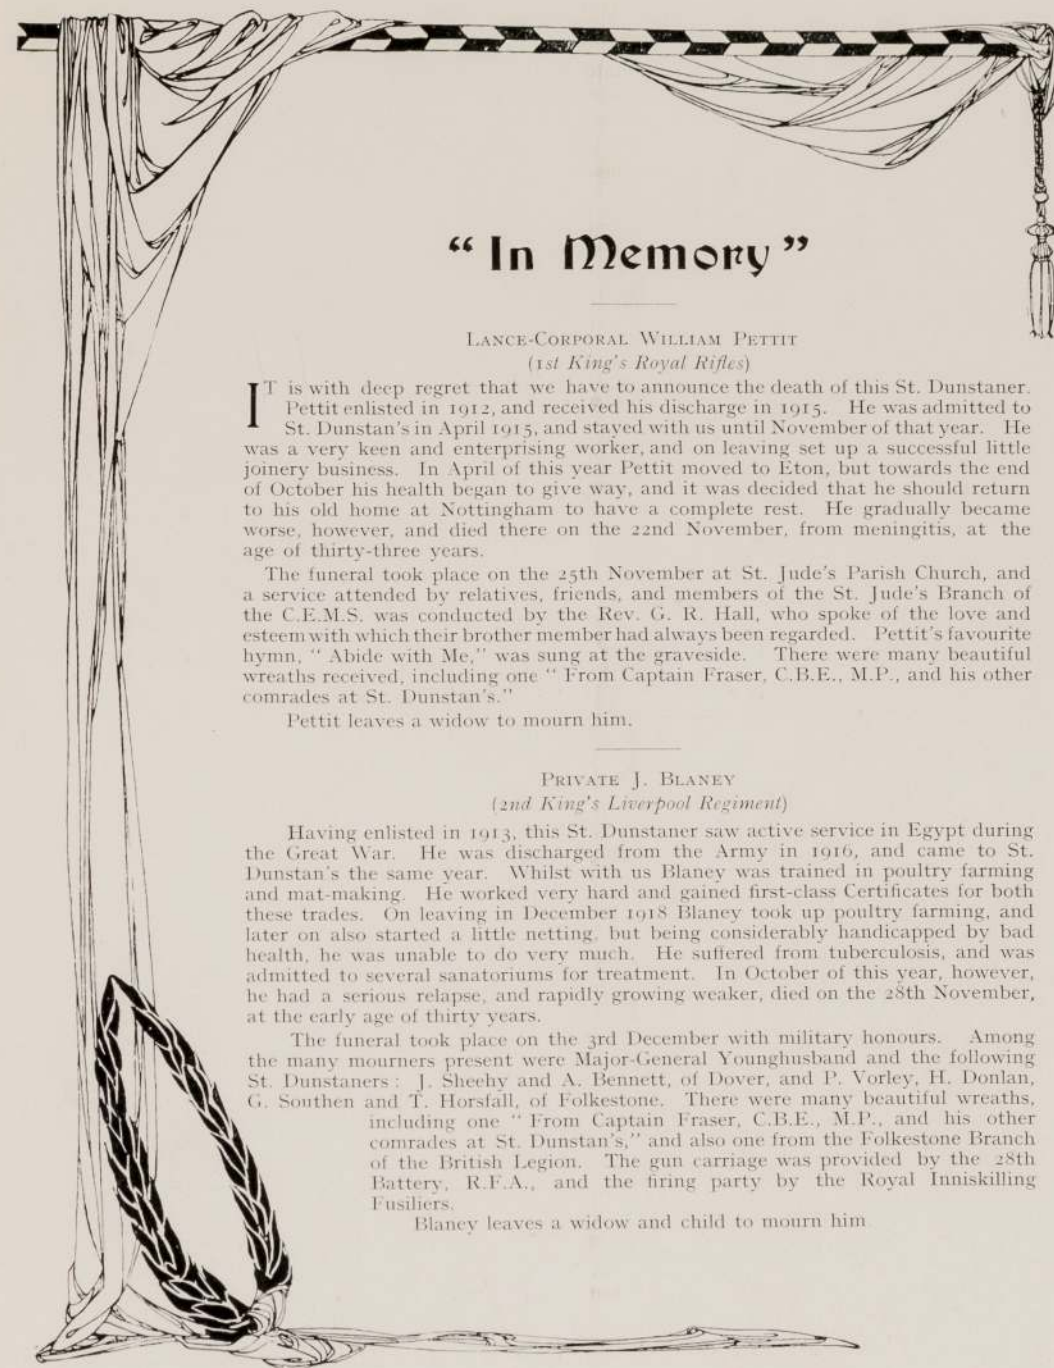 “In Memory”
LANCE-CORPORAL WILLIAM PETTIT
(1st King's Royal Rifles)
IT is with deep regret that we have to announce the death of this St. Dunstaner.
Pettit enlisted in 1912, and received his discharge in 1915. He was admitted to
St. Dunstan's in April 1915, and stayed with us until November of that year. He
was a very keen and enterprising worker, and on leaving set up a successful little
joinery business. In April of this year Pettit moved to Eton, but towards the end
of October his health began to give way, and it was decided that he should return
to his old home at Nottingham to have a complete rest. He gradually became
worse, however, and died there on the 22nd November, from meningitis, at the
age of thirty-three years.
The funeral took place on the 25th November at St. Jude's Parish Church, and
a service attended by relatives, friends, and members of the St. Jude's Branch of
the C.E.M.S. was conducted by the Rev. G. R. Hall, who spoke of the love and
esteem with which their brother member had always been regarded. Pettit's favourite
hymn, “Abide with Me,” was sung at the graveside. There were many beautiful
wreaths received, including one “From Captain Fraser, C.B.E., M.P., and his other
comrades at St. Dunstan's.”
Pettit leaves a widow to mourn him.
PRIVATE J. BLANEY
(2nd King's Liverpool Regiment)
Having enlisted in 1913, this St. Dunstaner saw active service in Egypt during
the Great War. He was discharged from the Army in 1916, and came to St.
Dunstan's the same year. Whilst with us Blaney was trained in poultry farming
and mat-making. He worked very hard and gained first-class Certificates for both
these trades. On leaving in December 1918 Blaney took up poultry farming, and
later on also started a little netting, but being considerably handicapped by bad
health, he was unable to do very much. He suffered from tuberculosis, and was
admitted to several sanatoriums for treatment. In October of this year, however,
he had a serious relapse, and rapidly growing weaker, died on the 28th November,
at the early age of thirty years.
The funeral took place on the 3rd December with military honours. Among
the many mourners present were Major-General Younghusband and the following
St. Dunstaners: J. Sheehy and A. Bennett, of Dover, and P. Vorley, H. Donlan,
G. Southen and T. Horsfall, of Folkestone. There were many beautiful wreaths,
including one “From Captain Fraser, C.B.E., M.P., and his other
comrades at St. Dunstan's,” and also one from the Folkestone Branch
of the British Legion. The gun carriage was provided by the 28th
Battery, R.F.A., and the firing party by the Royal Inniskilling
Fusiliers.
Blaney leaves a widow and child to mourn him